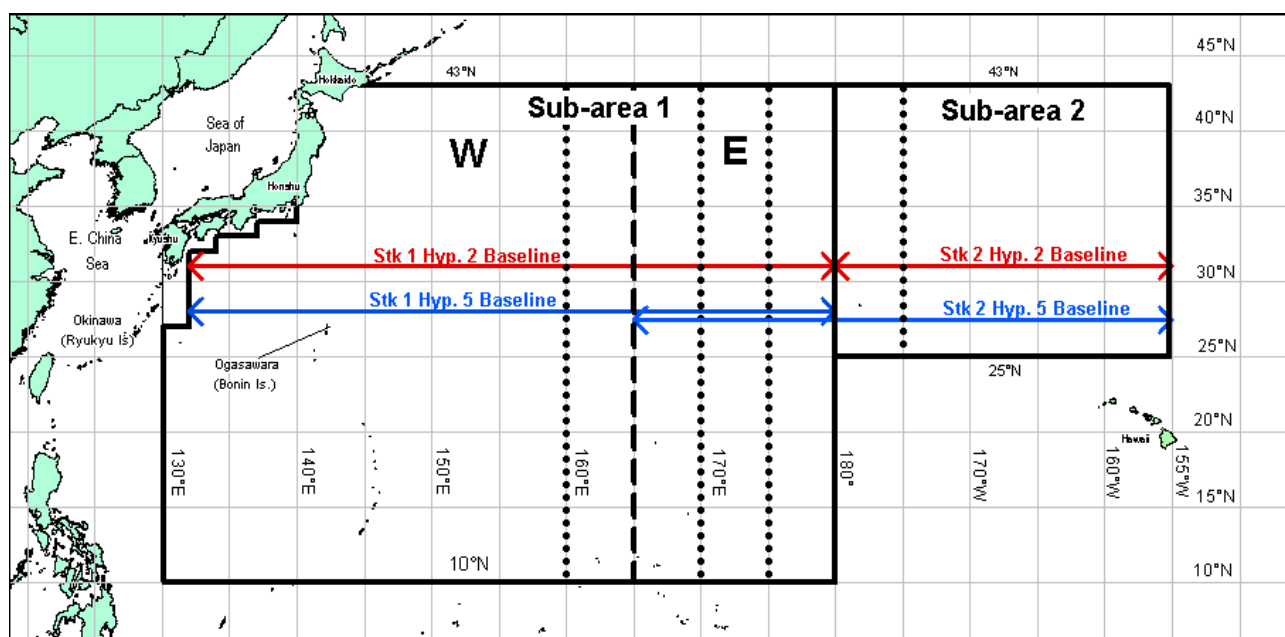 45°N
43°N
43°N
Hokkaido
Sub-area 1
Sub-area 2
Sea of
Japan
40°N
W
E
Honshu
35°N
E. China
Sea
Kyushu
Stk 1 Hyp. 2 Baseline
Stk 2 Hyp. 2 Baseline
30°N
Stk 1 Hyp. 5 Baseline
Stk 2 Hyp. 5 Baseline
Okinawa
(Ryukyu Is)
Ogasawara
(Bonin Is.)
25°N
25°N
20°N
Hawaii
130°E
140°E
150°E
160°E
170°E
180°
170°W
160°W
155°W
15°N
10°N
10°N